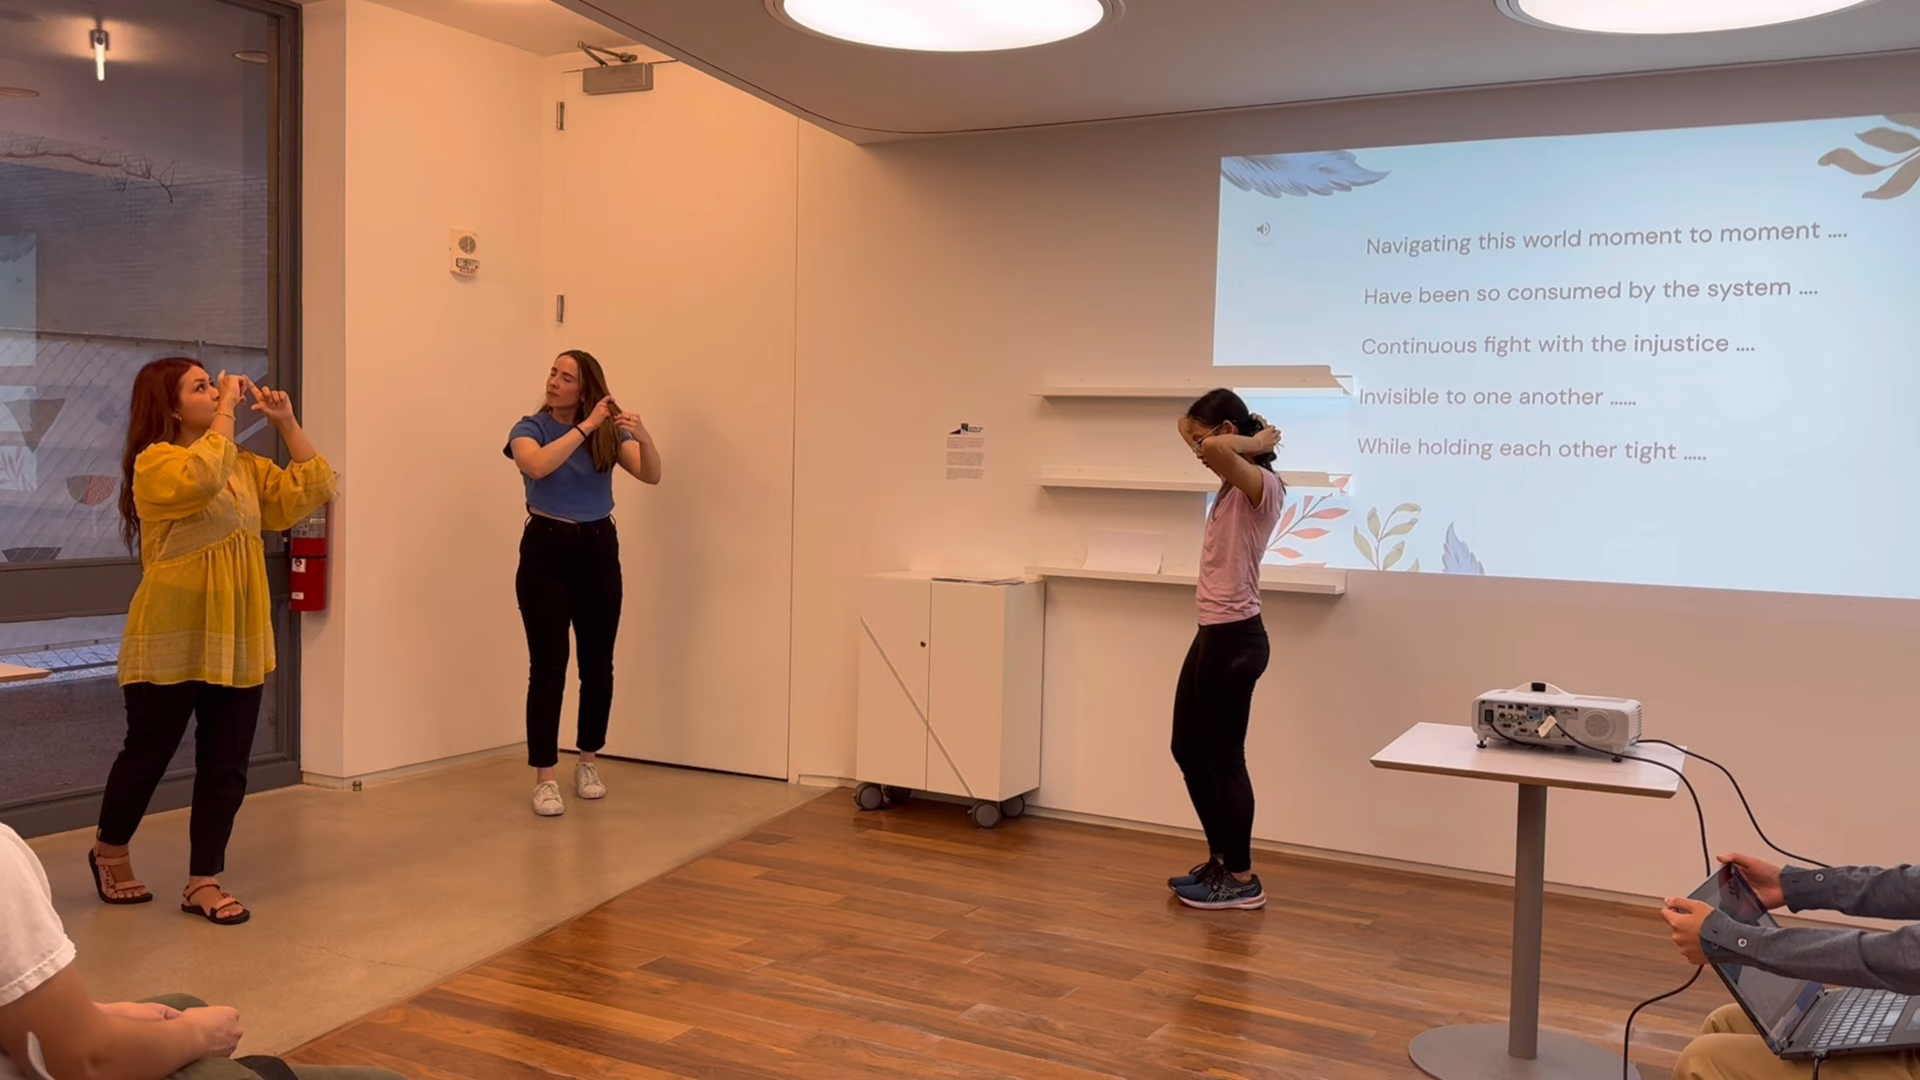 Navigating this world moment to moment ....
Have been so consumed by the system ....
Continuous fight with the injustice ....
Invisible to one another ......
While holding each other tight .....